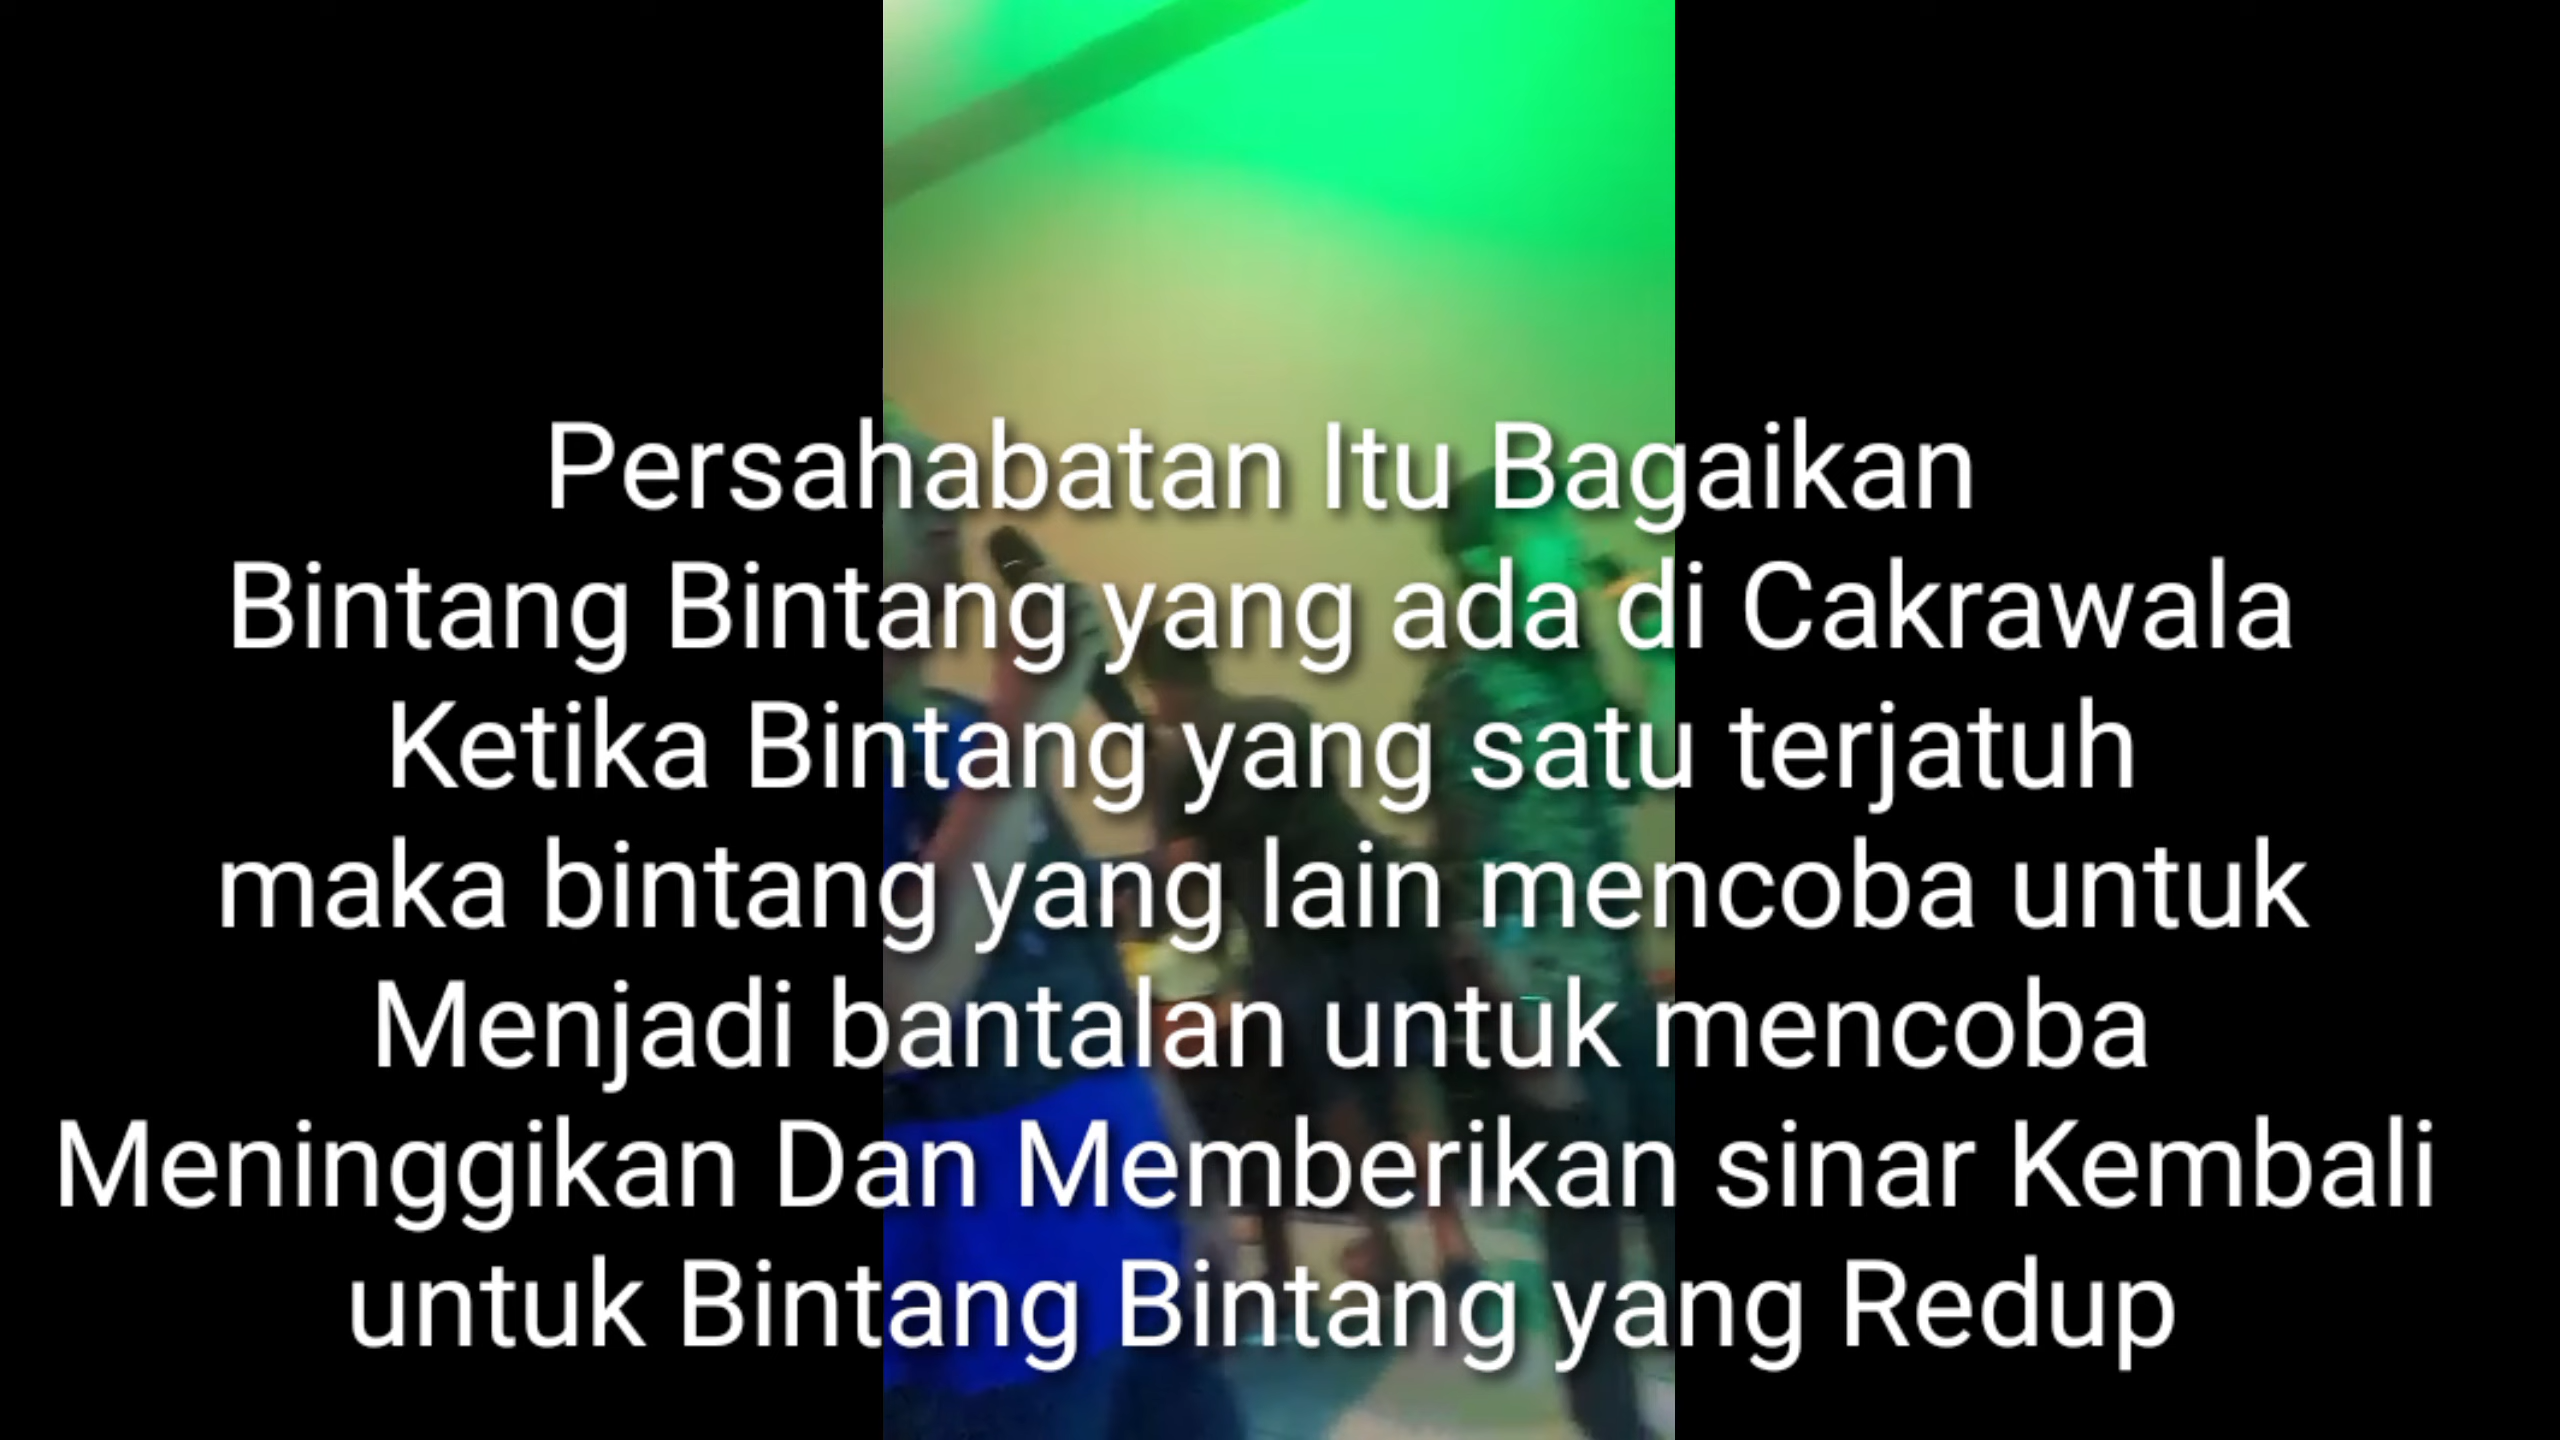 Persahabatan Itu Bagaikan
Bintang Bintang yang ada di Cakrawala
Ketika Bintang yang satu terjatuh
maka bintang yang lain mencoba untuk
Menjadi bantalan untuk mencoba
Meninggikan Dan Memberikan sinar Kembali
untuk Bintang Bintang yang Redup